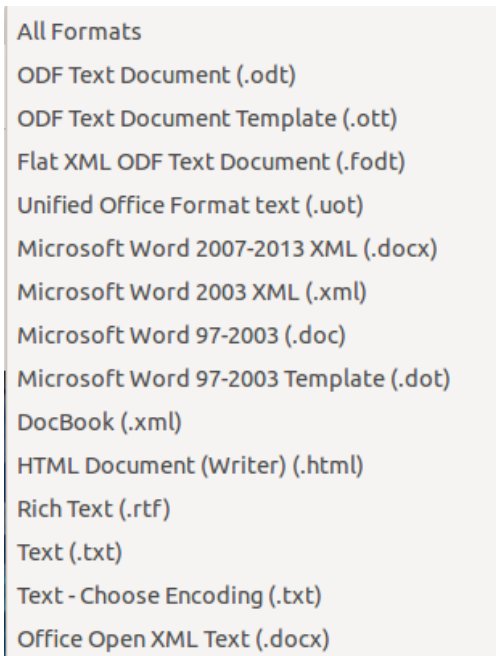 All Formats
ODF Text Document (.odt)
ODF Text Document Template (.ott)
Flat XML ODF Text Document (.fodt)
Unified Office Format text (.uot)
Microsoft Word 2007-2013 XML (.docx)
Microsoft Word 2003 XML (.xml)
Microsoft Word 97-2003 (.doc)
Microsoft Word 97-2003 Template (.dot)
DocBook (.xml)
HTML Document (Writer) (.html)
Rich Text (.rtf)
Text (.txt)
Text - Choose Encoding (.txt)
Office Open XML Text (.docx)